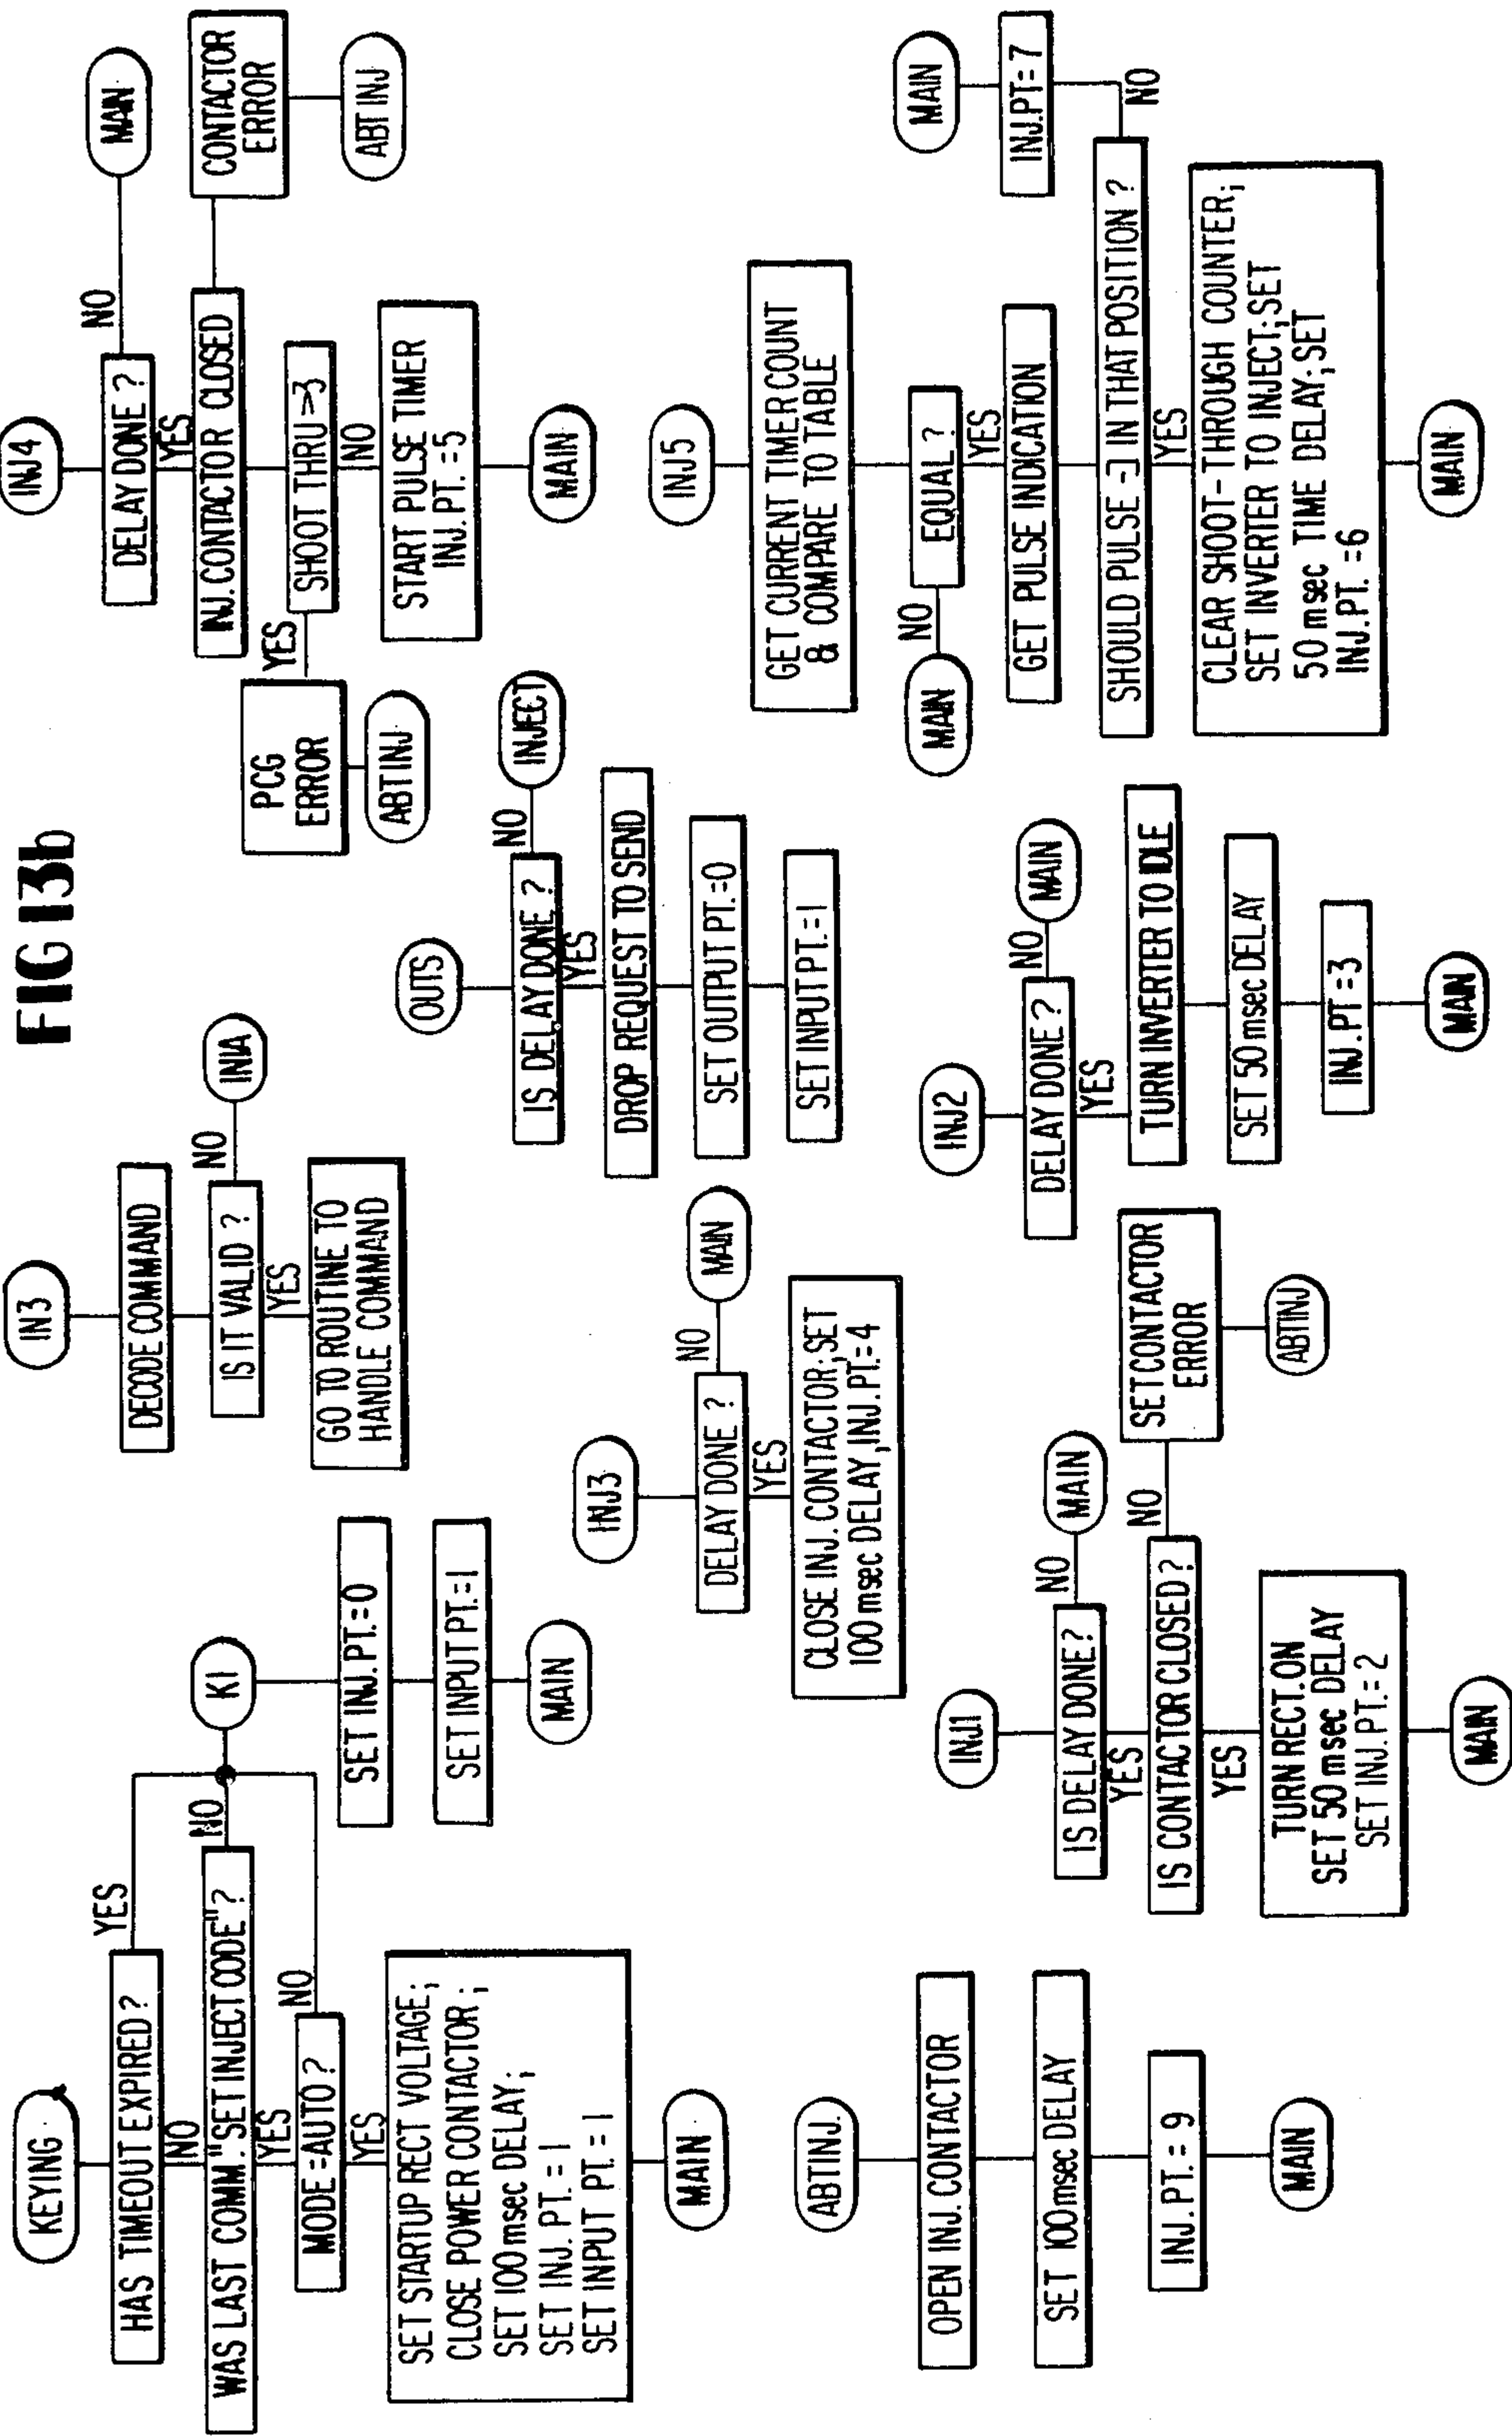 FIG 13b
KEYING
HAS TIMEOUT EXPIRED?
YES
NO
WAS LAST COMM."SET INJECT CODE"?
NO
YES
MODE=AUTO?
NO
YES
SET STARTUP RECT VOLTAGE;
CLOSE POWER CONTACTOR;
SET 100 msec DELAY;
SET INJ. PT. = 1
SET INPUT PT. = 1
MAIN
K1
SET INJ. PT.=0
SET INPUT PT.=1
MAIN
IN3
DECODE COMMAND
IS IT VALID?
NO
INIA
YES
GO TO ROUTINE TO
HANDLE COMMAND
INJ4
DELAY DONE?
NO
MAIN
YES
INJ. CONTACTOR CLOSED
CONTACTOR
ERROR
ABT INJ
SHOOT THRU >3
YES
PCG
ERROR
ABTINJ
NO
START PULSE TIMER
INJ. PT. =5
MAIN
OUTS
IS DELAY DONE?
NO
INJECT
YES
DROP REQUEST TO SEND
SET OUTPUT PT.=0
SET INPUT PT.=1
INJ3
DELAY DONE?
NO
MAIN
YES
CLOSE INJ. CONTACTOR; SET
100 msec DELAY, INJ. PT.=4
INJ5
GET CURRENT TIMER COUNT
& COMPARE TO TABLE
EQUAL?
NO
MAIN
YES
GET PULSE INDICATION
SHOULD PULSE = IN THAT POSITION?
NO
INJ.PT.=7
MAIN
YES
CLEAR SHOOT-THROUGH COUNTER;
SET INVERTER TO INJECT; SET
50 msec TIME DELAY; SET
INJ. PT. =6
MAIN
ABTINJ.
OPEN INJ. CONTACTOR
SET 100 msec DELAY
INJ. PT. = 9
MAIN
INJ1
IS DELAY DONE?
NO
MAIN
YES
IS CONTACTOR CLOSED?
NO
SET CONTACTOR
ERROR
ABTINJ
YES
TURN RECT. ON
SET 50 msec DELAY
SET INJ. PT. = 2
MAIN
INJ2
DELAY DONE?
NO
MAIN
YES
TURN INVERTER TO IDLE
SET 50 msec DELAY
INJ. PT =3
MAIN